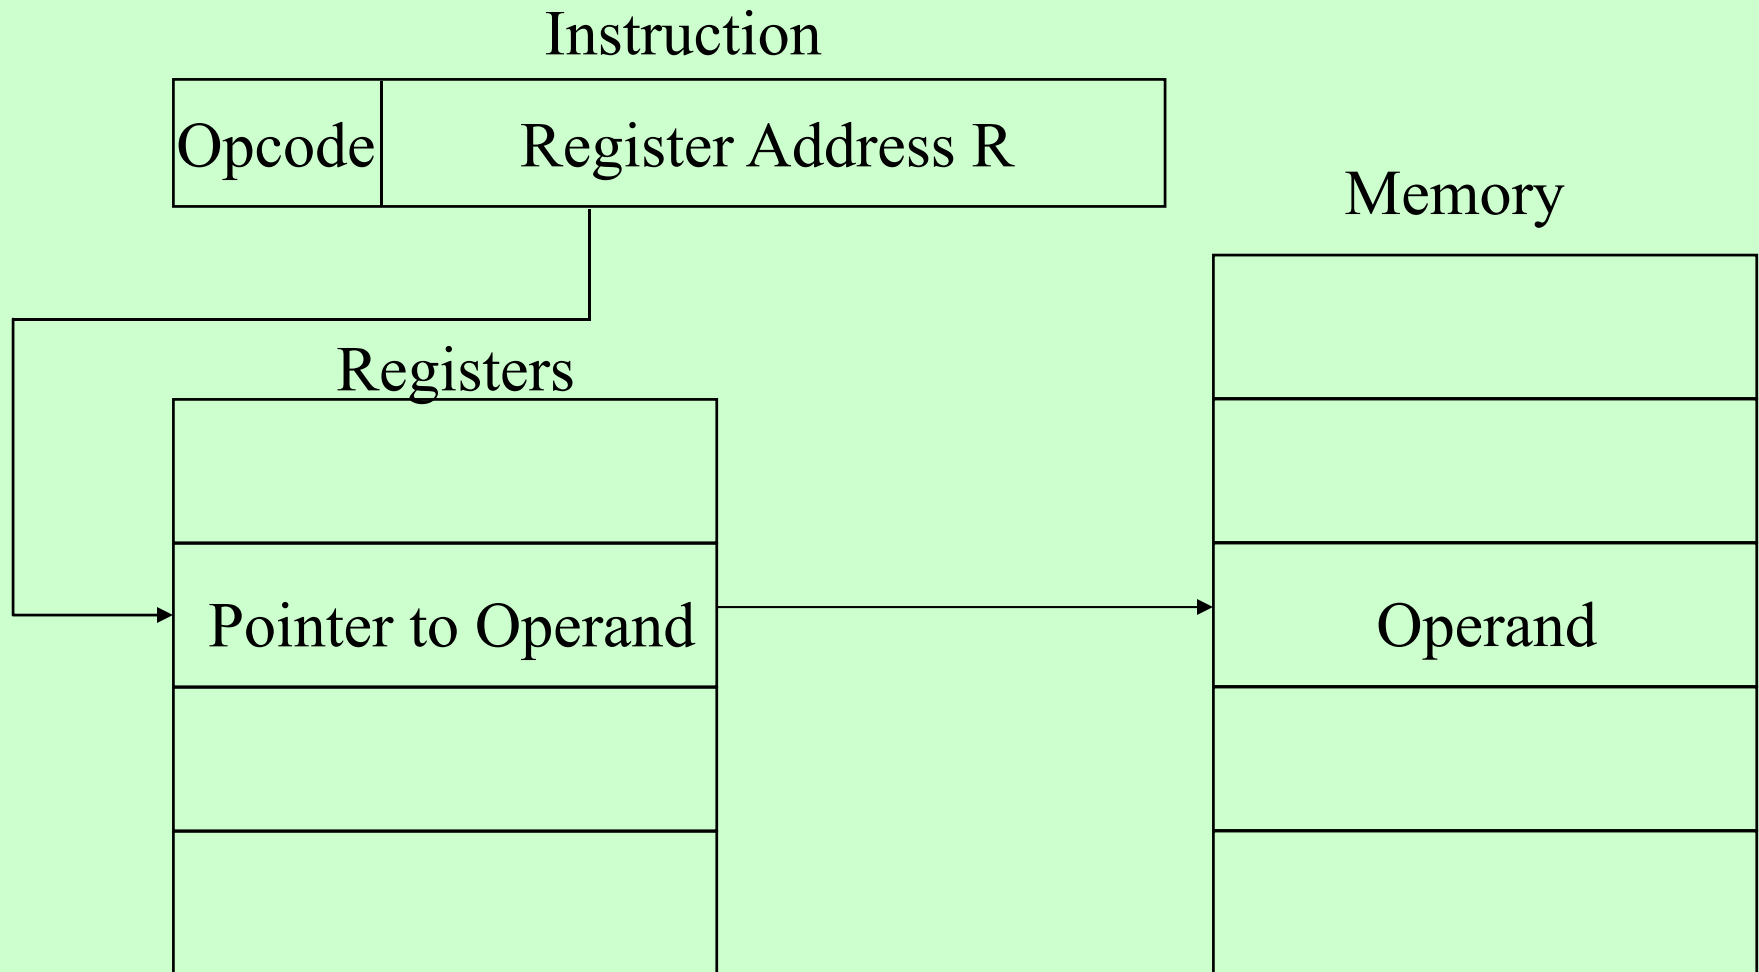 Instruction
Opcode
Register Address R
Memory
Registers
Pointer to Operand
Operand